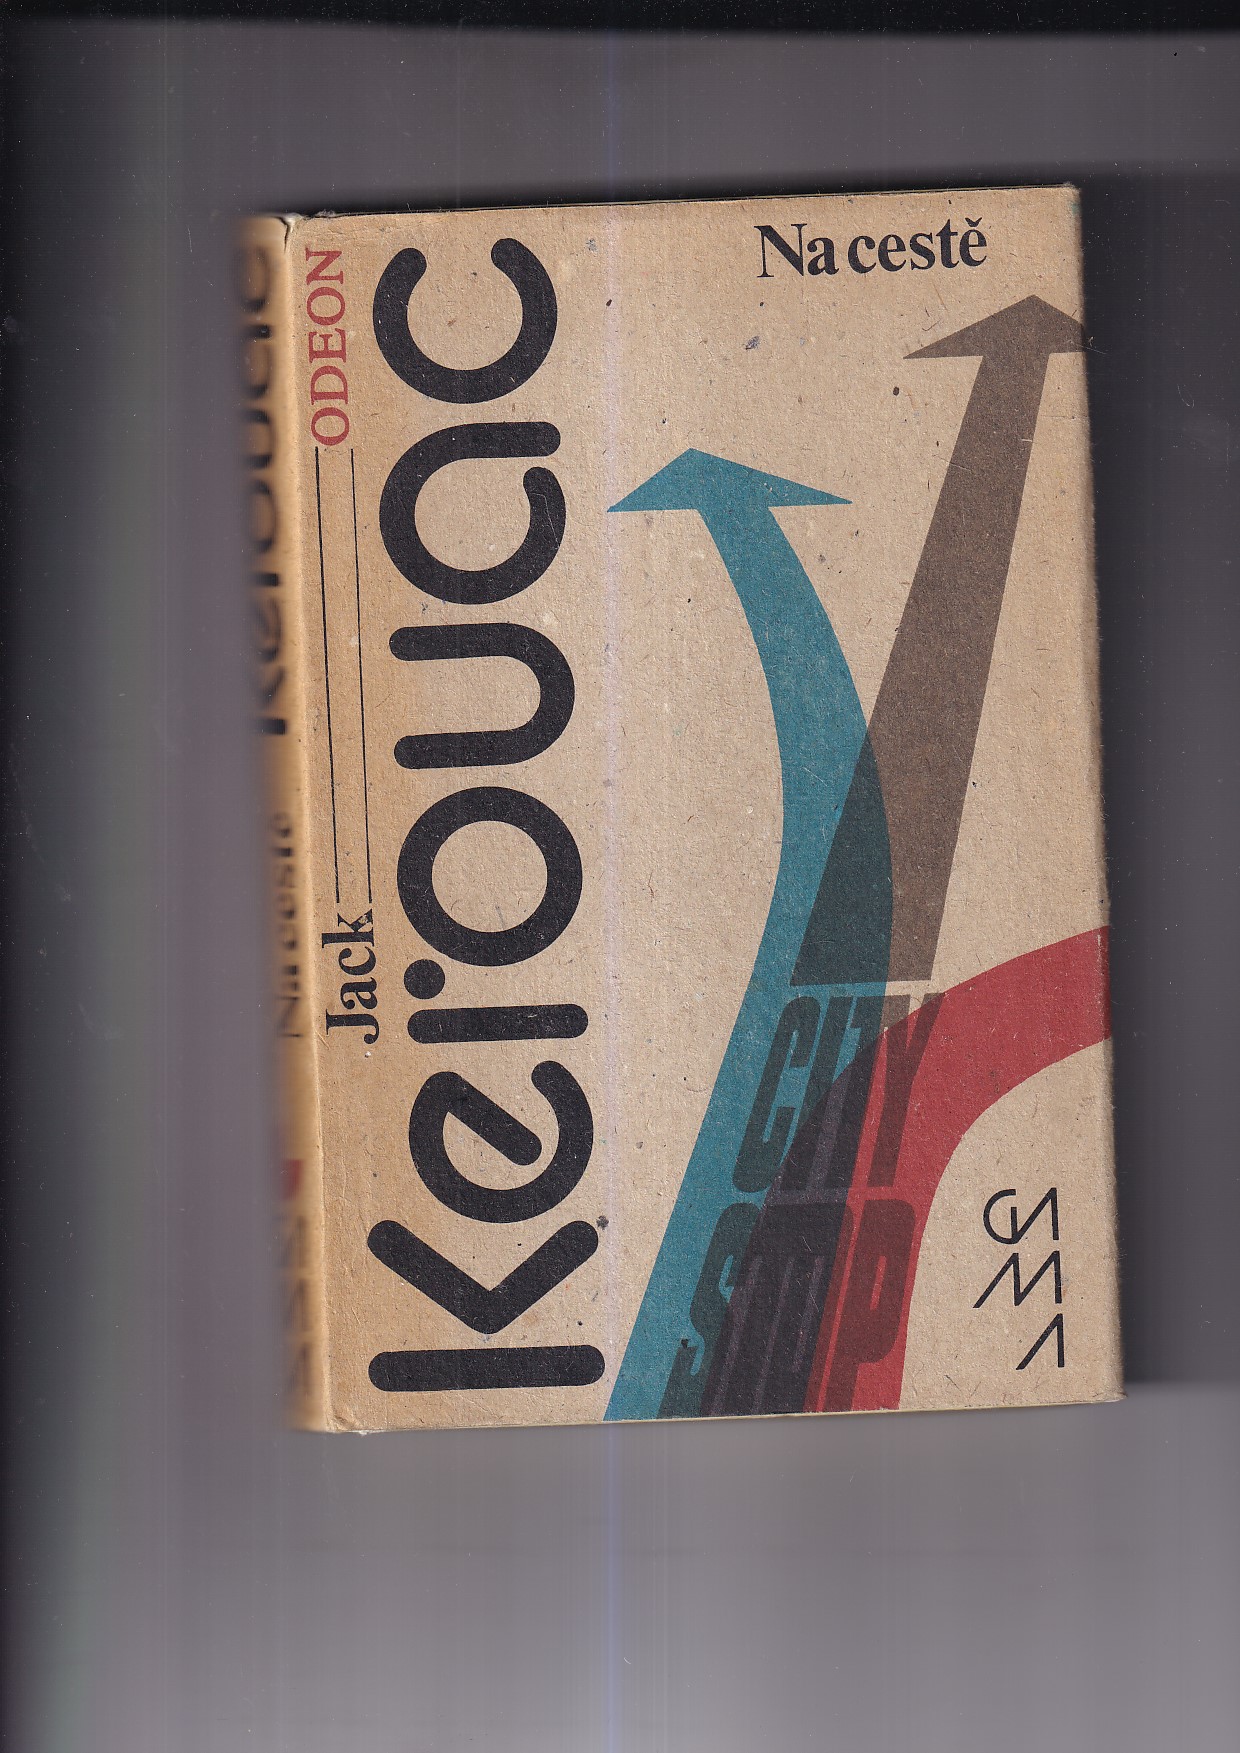 Na cestě
ODEON
Jack
kerouac
CITY
STOP
GAMA
Na cestě
kerouac